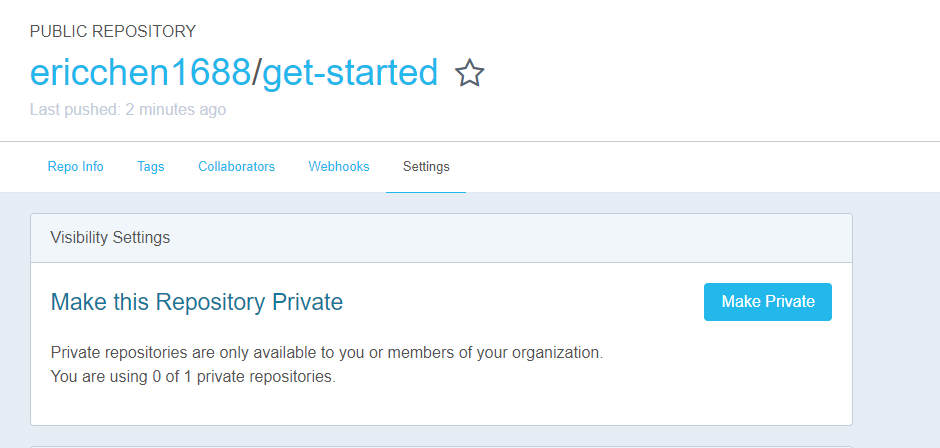 PUBLIC REPOSITORY
ericchen1688/get-started
Last pushed: 2 minutes ago
Repo Info Tags Collaborators Webhooks Settings
Visibility Settings
Make this Repository Private
Make Private
Private repositories are only available to you or members of your organization.
You are using 0 of 1 private repositories.